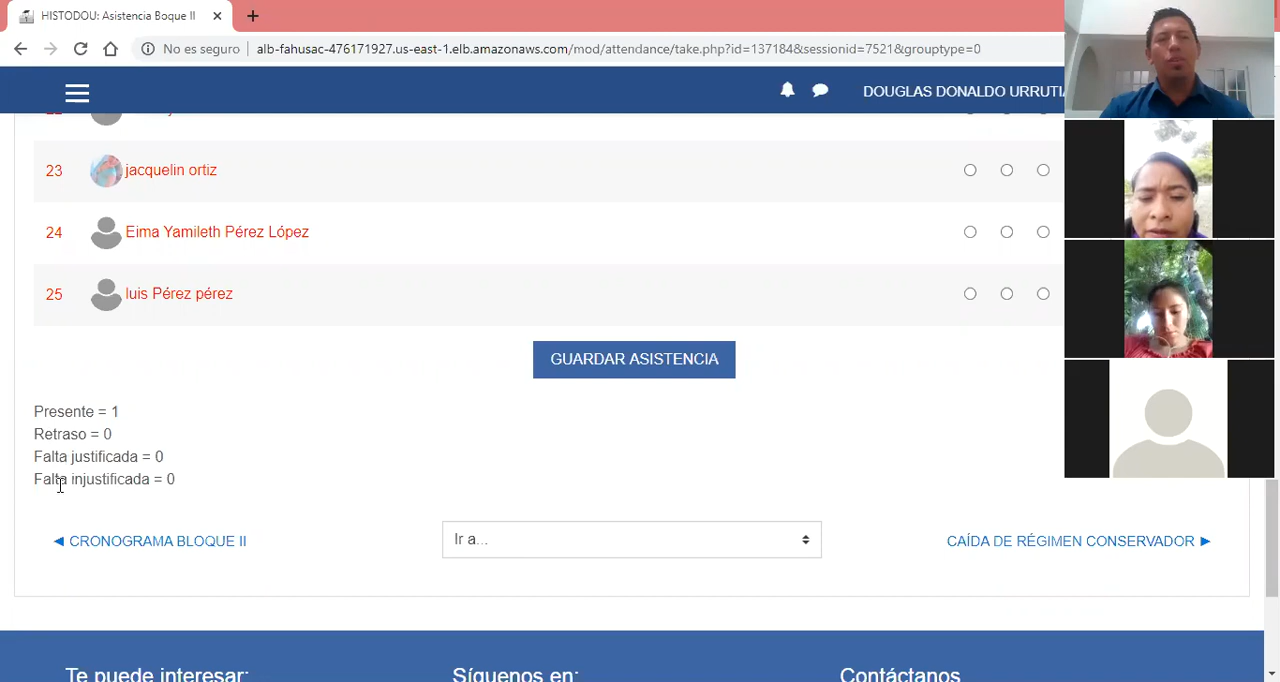 HISTODOU: Asistencia Boque II
No es seguro
alb-fahusac-476171927.us-east-1.elb.amazonaws.com/mod/attendance/take.php?id=137184&sessionid=7521&grouptype=0
DOUGLAS DONALDO URRUTIA
23 jacquelin ortiz
24 Eima Yamileth Pérez López
25 luis Pérez pérez
GUARDAR ASISTENCIA
Presente = 1
Retraso = 0
Falta justificada = 0
Falta injustificada = 0
◄ CRONOGRAMA BLOQUE II
Ir a...
CAÍDA DE RÉGIMEN CONSERVADOR ►
Te puede interesar:
Síguenos en:
Contáctanos